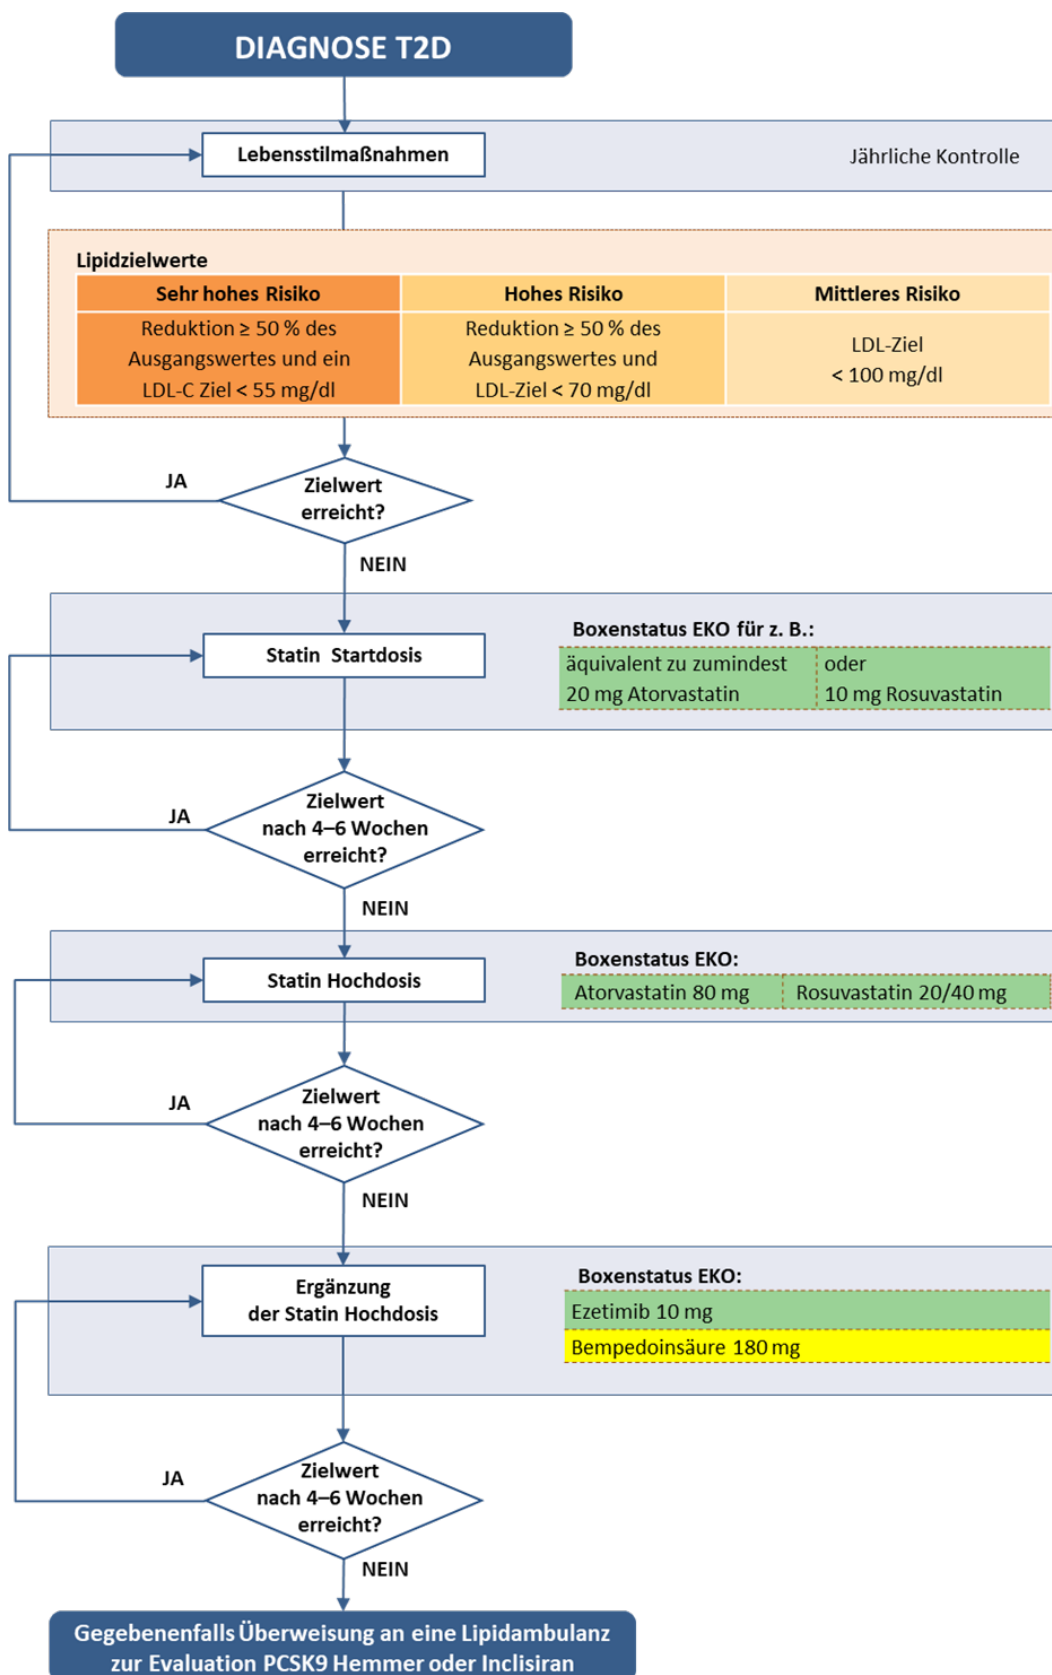 DIAGNOSE T2D
Lebensstilmaßnahmen
Jährliche Kontrolle
Lipidzielwerte
Sehr hohes Risiko
Reduktion ≥ 50 % des
Ausgangswertes und ein
LDL-C Ziel < 55 mg/dl
Hohes Risiko
Reduktion ≥ 50 % des
Ausgangswertes und
LDL-Ziel < 70 mg/dl
Mittleres Risiko
LDL-Ziel
< 100 mg/dl
JA
Zielwert
erreicht?
NEIN
Statin Startdosis
Boxenstatus EKO für z. B.:
äquivalent zu zumindest
20 mg Atorvastatin
oder
10 mg Rosuvastatin
JA
Zielwert
nach 4–6 Wochen
erreicht?
NEIN
Statin Hochdosis
Boxenstatus EKO:
Atorvastatin 80 mg
Rosuvastatin 20/40 mg
JA
Zielwert
nach 4–6 Wochen
erreicht?
NEIN
Ergänzung
der Statin Hochdosis
Boxenstatus EKO:
Ezetimib 10 mg
Bempedoinsäure 180 mg
JA
Zielwert
nach 4–6 Wochen
erreicht?
NEIN
Gegebenenfalls Überweisung an eine Lipidambulanz
zur Evaluation PCSK9 Hemmer oder Inclisiran